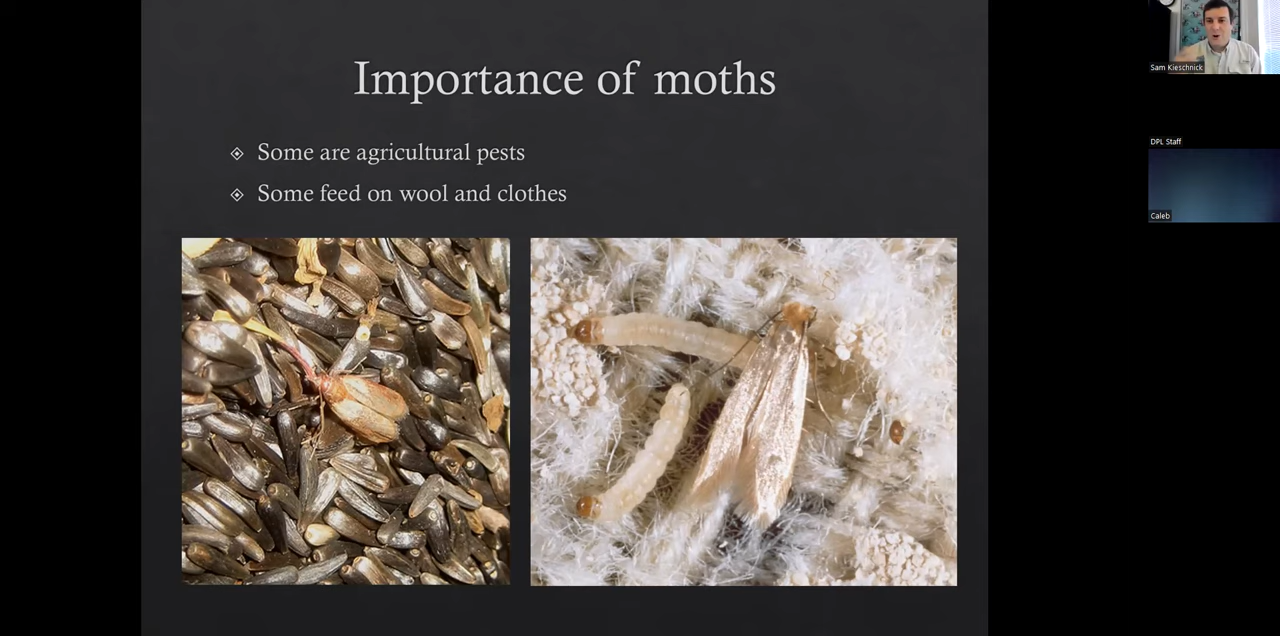 Importance of moths
Some are agricultural pests
Some feed on wool and clothes
Sam Kieschnick
DPL Staff
Caleb